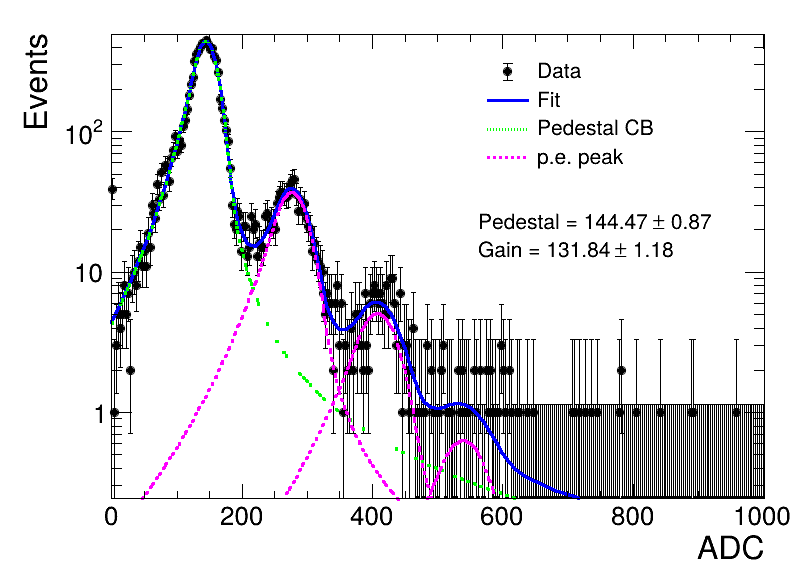 Events
10²
10
1
Data
Fit
Pedestal CB
p.e. peak
Pedestal = 144.47 ± 0.87
Gain = 131.84 ± 1.18
0 200 400 600 800 1000
ADC